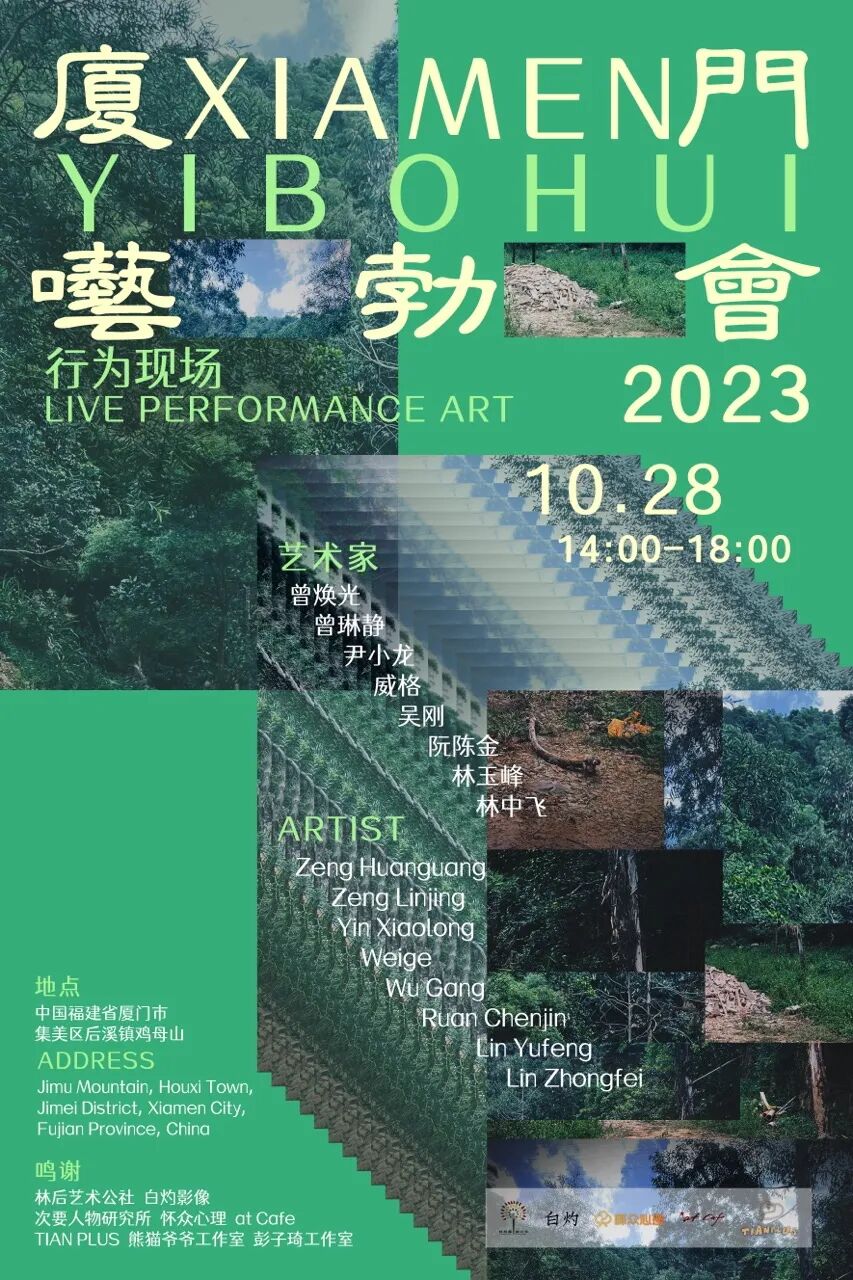 廈XIAMEN門
YIBOHUI
囈勃會
行为现场
LIVE PERFORMANCE ART
2023
10.28
14:00-18:00
艺术家
曾焕光
曾琳静
尹小龙
威格
吴刚
阮陈金
林玉峰
林中飞
ARTIST
Zeng Huanguang
Zeng Linjing
Yin Xiaolong
Weige
Wu Gang
Ruan Chenjin
Lin Yufeng
Lin Zhongfei
地点
中国福建省厦门市
集美区后溪镇鸡母山
ADDRESS
Jimu Mountain, Houxi Town,
Jimei District, Xiamen City,
Fujian Province, China
鸣谢
林后艺术公社 白灼影像
次要人物研究所 怀众心理 at Cafe
TIAN PLUS 熊猫爷爷工作室 彭子琦工作室
白灼
at Cafe